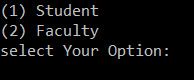 (1) Student
(2) Faculty
select Your Option: